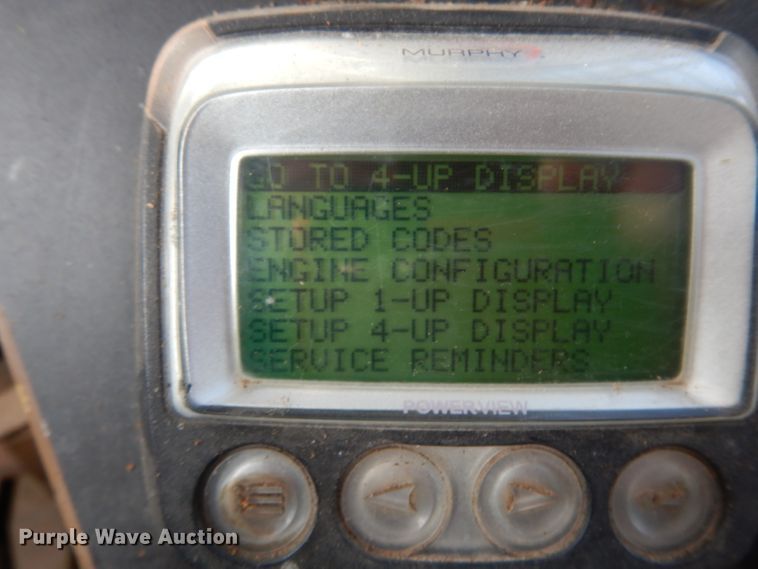 MURPHY
GO TO 4-UP DISPLAY
LANGUAGES
STORED CODES
ENGINE CONFIGURATION
SETUP 1-UP DISPLAY
SETUP 4-UP DISPLAY
SERVICE REMINDERS
POWERVIEW
Purple Wave Auction